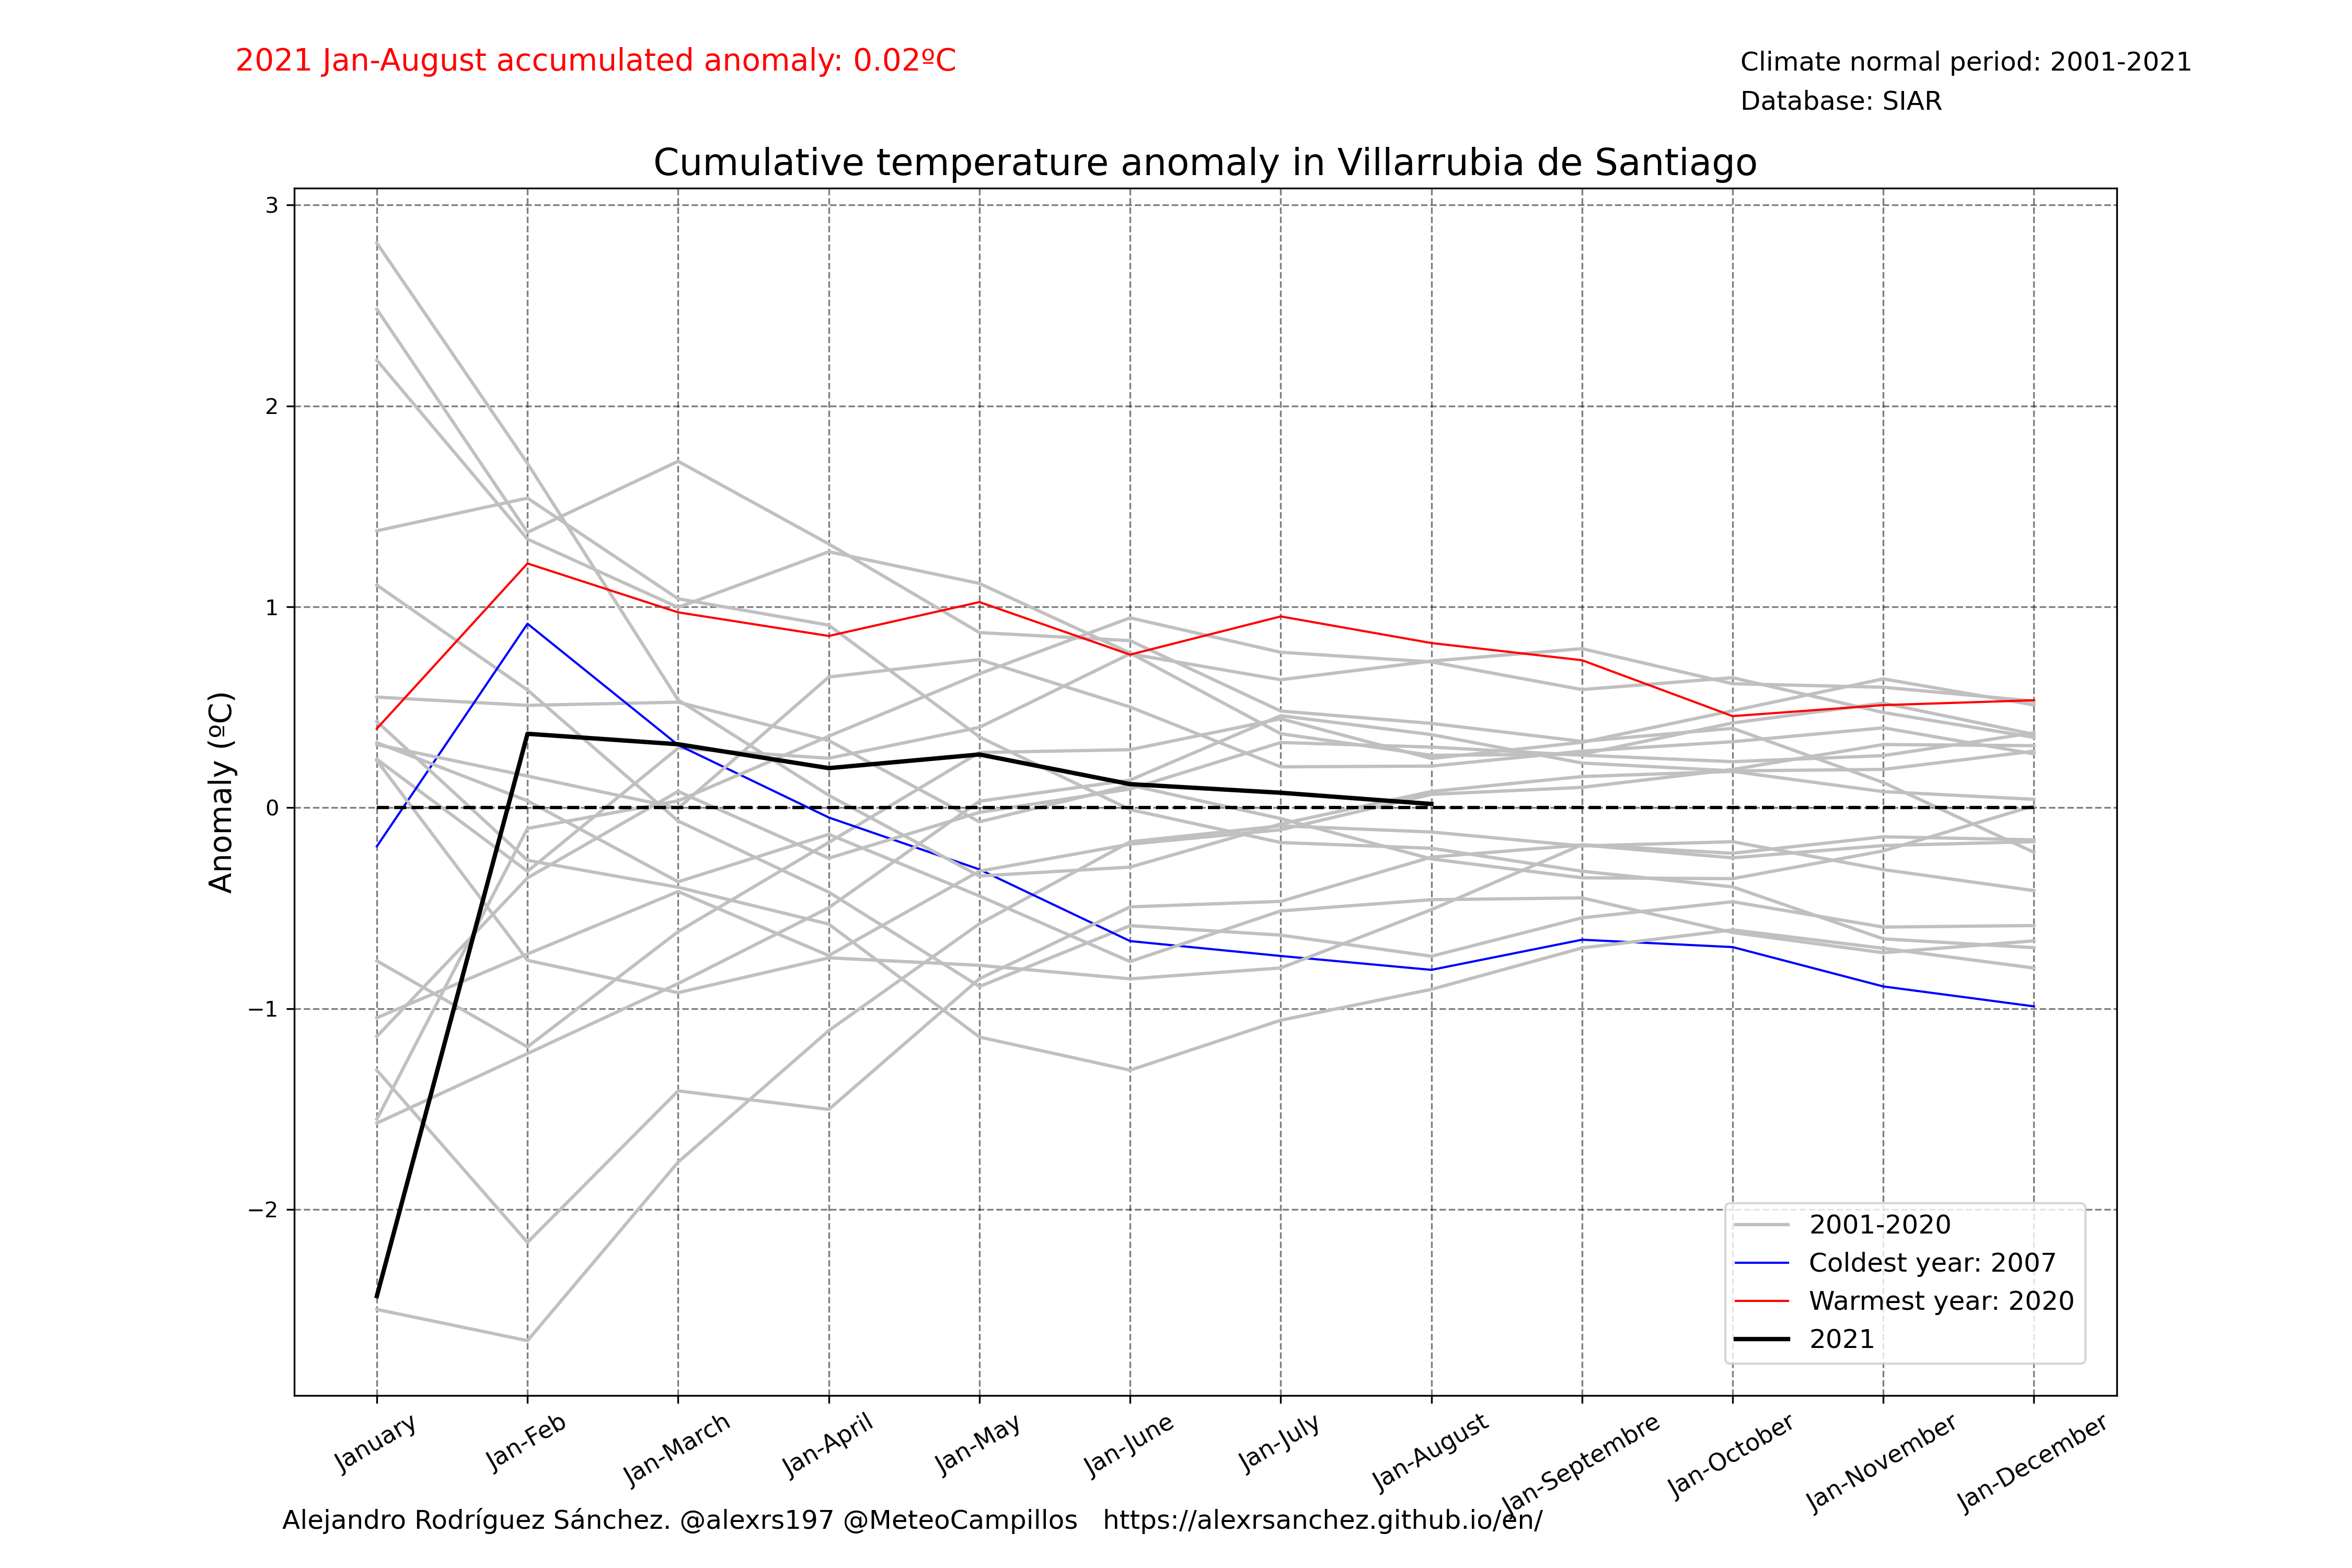 2021 Jan-August accumulated anomaly: 0.02ºC
Climate normal period: 2001-2021
Database: SIAR
Cumulative temperature anomaly in Villarrubia de Santiago
Anomaly (ºC)
3
2
1
0
−1
−2
2001-2020
Coldest year: 2007
Warmest year: 2020
2021
January
Jan-Feb
Jan-March
Jan-April
Jan-May
Jan-June
Jan-July
Jan-August
Jan-Septembre
Jan-October
Jan-November
Jan-December
Alejandro Rodríguez Sánchez. @alexrs197 @MeteoCampillos https://alexrsanchez.github.io/en/